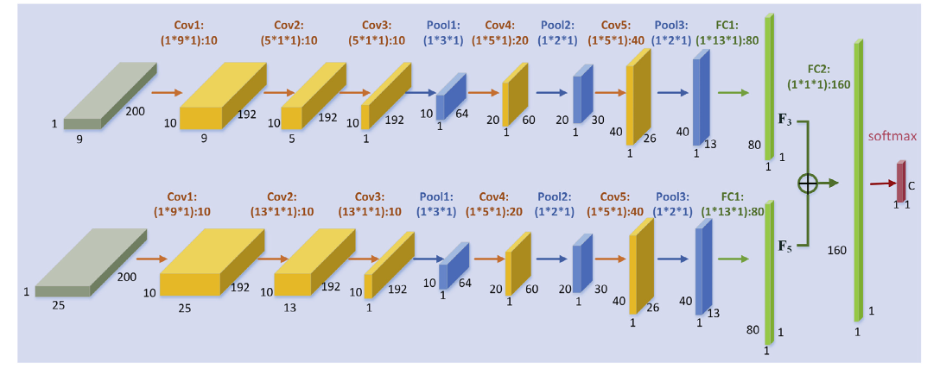 Cov1: Cov2: Cov3: Pool1: Cov4: Pool2: Cov5: Pool3: FC1:
(1*9*1):10 (5*1*1):10 (5*1*1):10 (1*3*1) (1*5*1):20 (1*2*1) (1*5*1):40 (1*2*1) (1*13*1):80
FC2:
(1*1*1):160
200 192 192 192 64 60 30 26 13
1 10 10 10 10 20 20 40 40 80
9 9 5 1 1 1 1 1 1 1 1
F3
softmax
C
1 1
Cov1: Cov2: Cov3: Pool1: Cov4: Pool2: Cov5: Pool3: FC1:
(1*9*1):10 (13*1*1):10 (13*1*1):10 (1*3*1) (1*5*1):20 (1*2*1) (1*5*1):40 (1*2*1) (1*13*1):80
F5
160
200 192 192 192 64 60 30 26 13
1 10 10 10 10 20 20 40 40 80
25 25 13 1 1 1 1 1 1 1 1
1
1